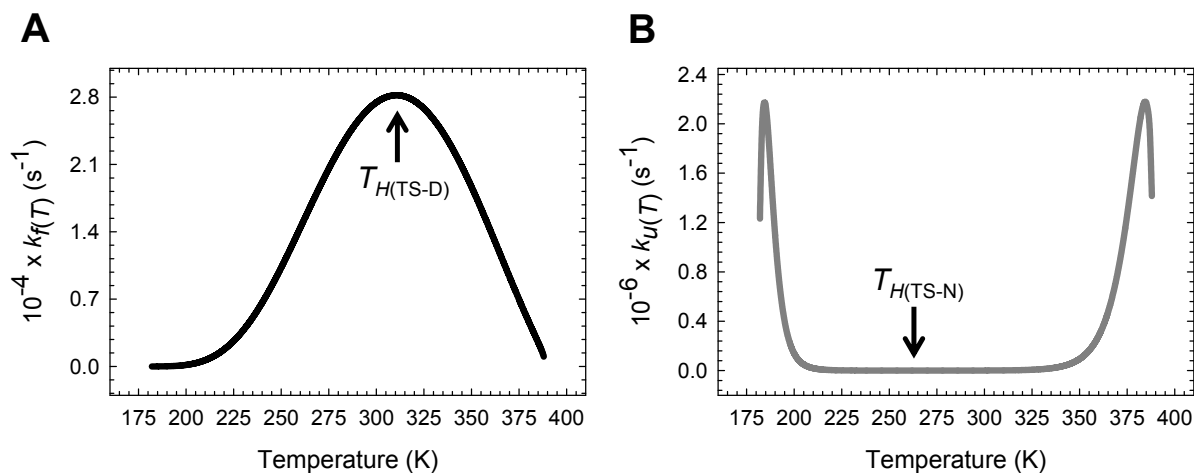 A
10⁻⁴ x k_f(T) (s⁻¹)
2.8
2.1
1.4
0.7
0.0
T_H(TS-D)
175 200 225 250 275 300 325 350 375 400
Temperature (K)
B
10⁻⁶ x k_u(T) (s⁻¹)
2.4
2.0
1.6
1.2
0.8
0.4
0.0
T_H(TS-N)
175 200 225 250 275 300 325 350 375 400
Temperature (K)